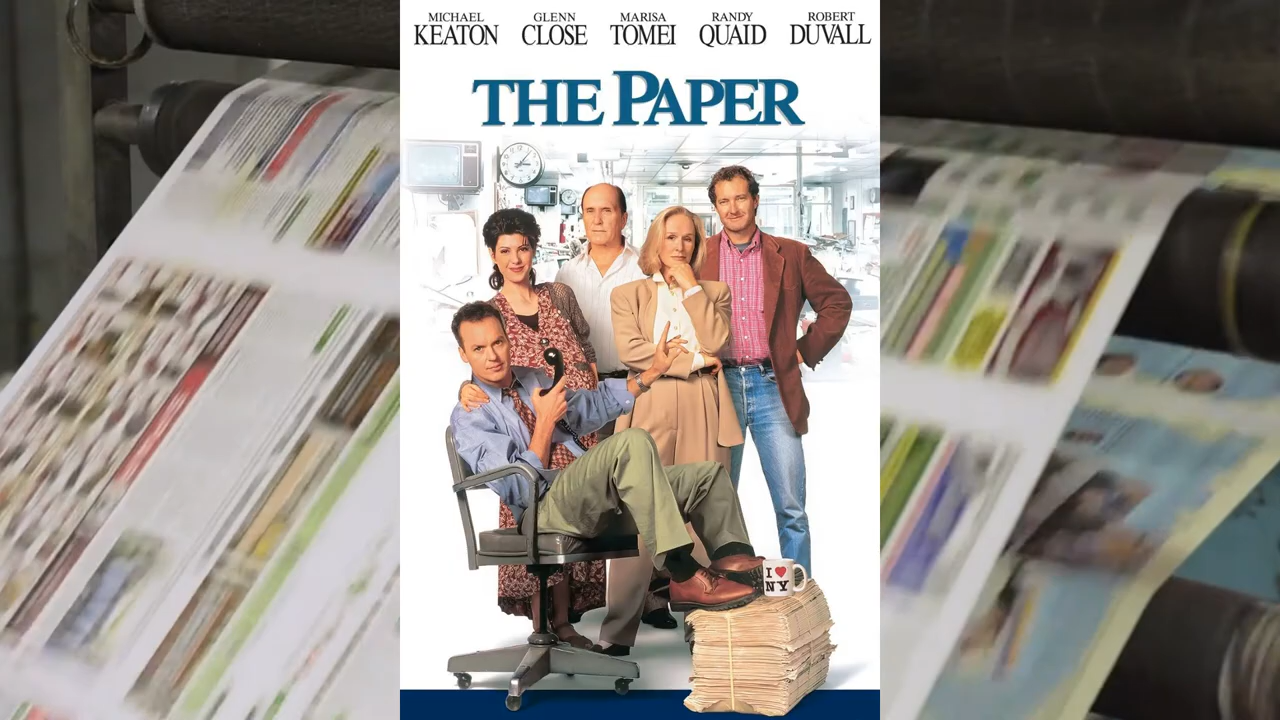 MICHAEL KEATON
GLENN CLOSE
MARISA TOMEI
RANDY QUAID
ROBERT DUVALL
THE PAPER
I ♥
NY